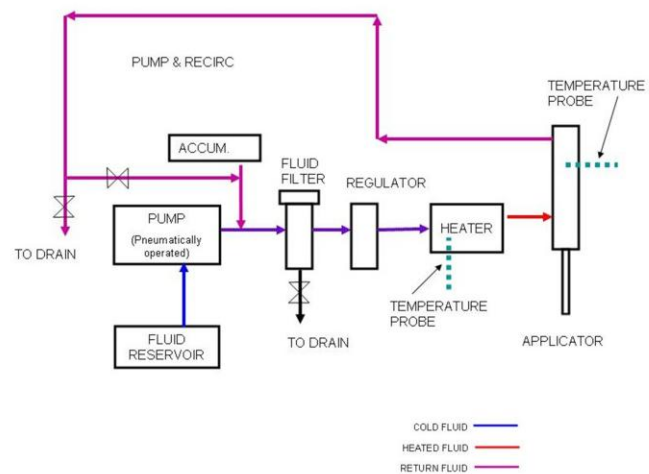 PUMP & RECIRC
TEMPERATURE
PROBE
ACCUM.
FLUID
FILTER
REGULATOR
PUMP
(Pneumatically
operated)
HEATER
TO DRAIN
TEMPERATURE
PROBE
FLUID
RESERVOIR
TO DRAIN
APPLICATOR
COLD FLUID
HEATED FLUID
RETURN FLUID